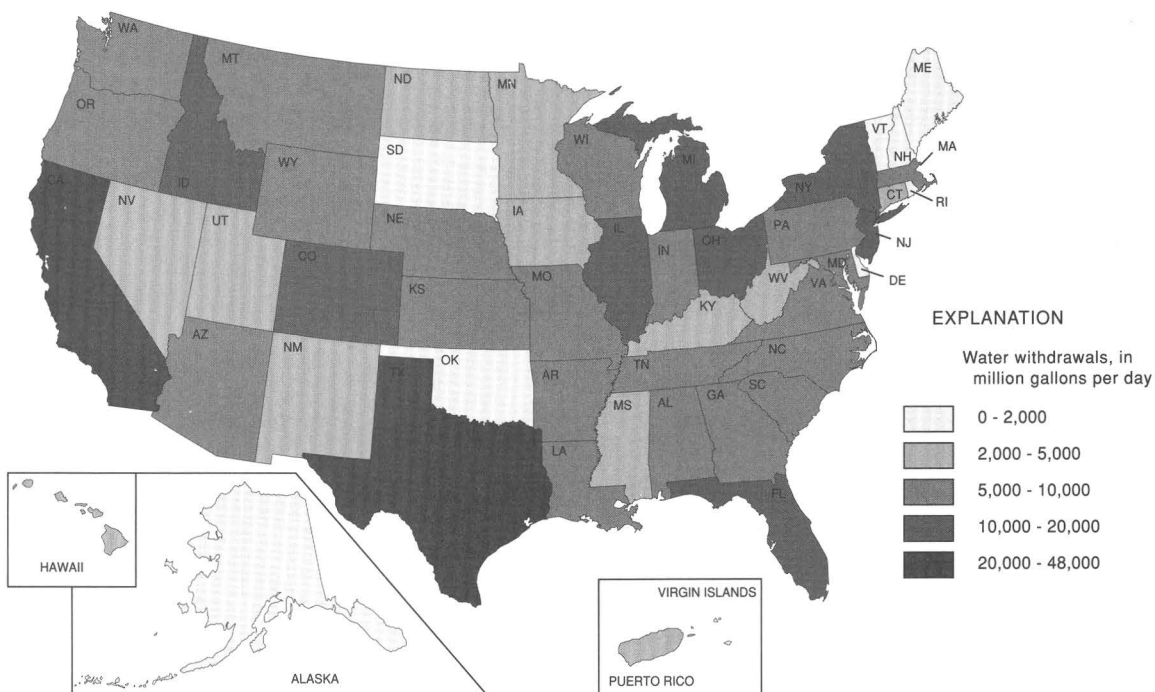 WA
MT
ND
MN
ME
OR
VT
ID
SD
WI
NH
MA
WY
MI
NY
CA
CT
RI
NV
IA
NE
PA
UT
IL
IN
OH
NJ
CO
MD
MO
WV
DE
KS
VA
KY
AZ
NM
OK
TN
NC
TX
AR
SC
MS
AL
GA
LA
FL
EXPLANATION
Water withdrawals, in
million gallons per day
0 - 2,000
2,000 - 5,000
5,000 - 10,000
10,000 - 20,000
20,000 - 48,000
HAWAII
ALASKA
VIRGIN ISLANDS
PUERTO RICO